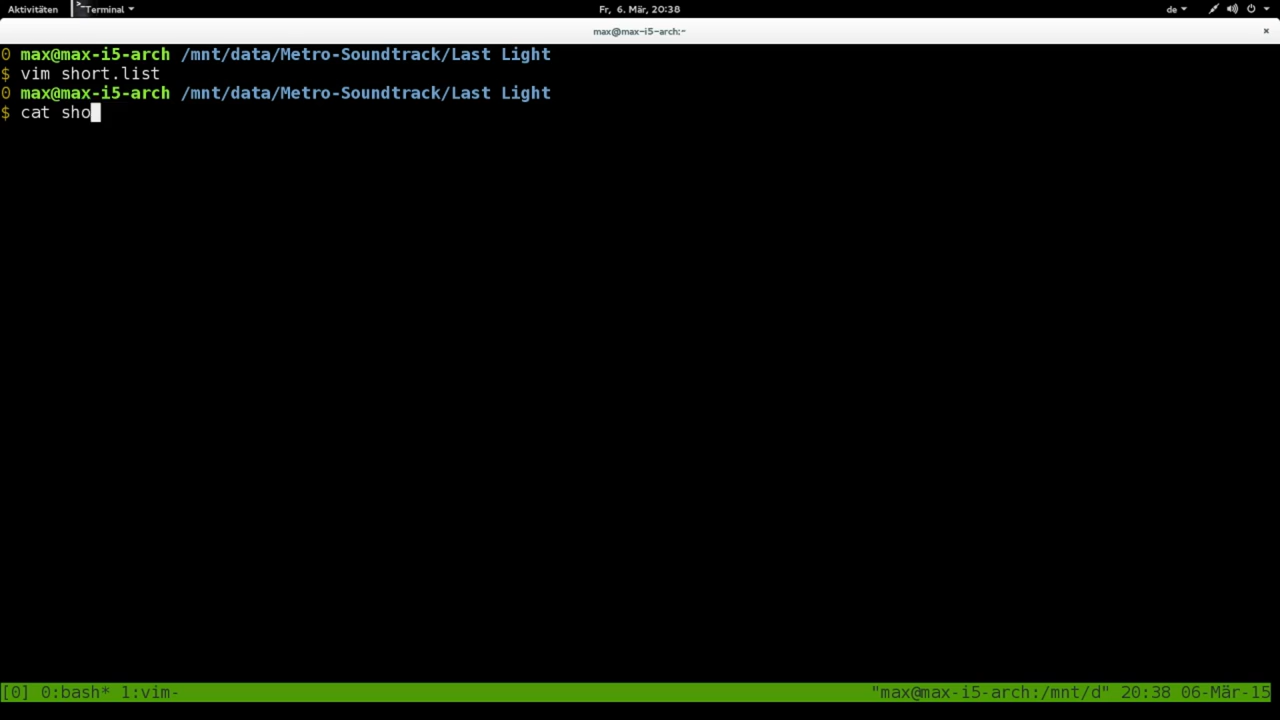 Aktivitäten Terminal Fr, 6. Mär, 20:38 de
max@max-i5-arch:~
0 max@max-i5-arch /mnt/data/Metro-Soundtrack/Last Light
$ vim short.list
0 max@max-i5-arch /mnt/data/Metro-Soundtrack/Last Light
$ cat sho
[0] 0:bash* 1:vim- "max@max-i5-arch:/mnt/d" 20:38 06-Mär-15